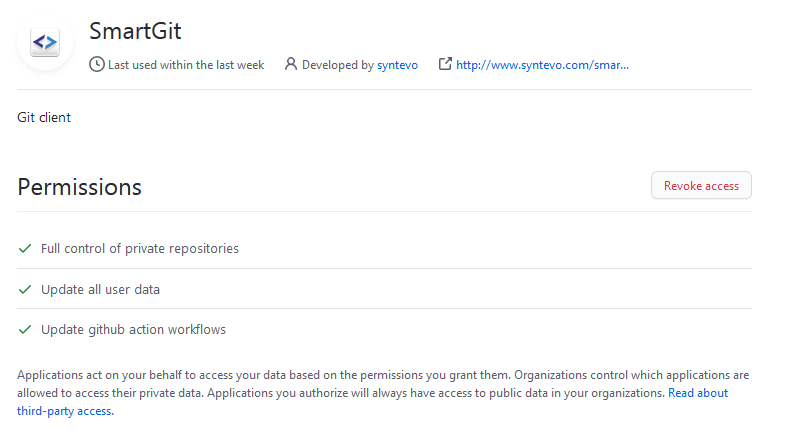 SmartGit
Last used within the last week Developed by syntevo http://www.syntevo.com/smar...
Git client
Permissions Revoke access
Full control of private repositories
Update all user data
Update github action workflows
Applications act on your behalf to access your data based on the permissions you grant them. Organizations control which applications are
allowed to access their private data. Applications you authorize will always have access to public data in your organizations. Read about
third-party access.